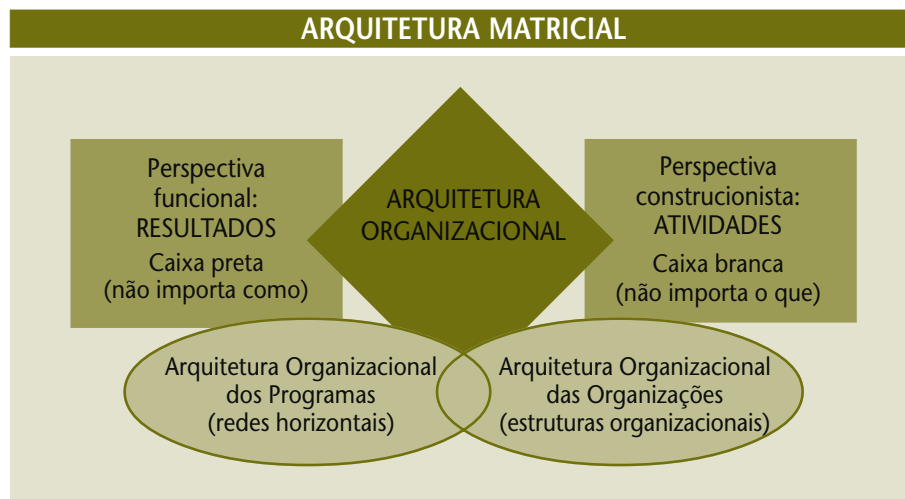 ARQUITETURA MATRICIAL
Perspectiva
funcional:
RESULTADOS
Caixa preta
(não importa como)
ARQUITETURA
ORGANIZACIONAL
Perspectiva
construcionista:
ATIVIDADES
Caixa branca
(não importa o que)
Arquitetura Organizacional
dos Programas
(redes horizontais)
Arquitetura Organizacional
das Organizações
(estruturas organizacionais)